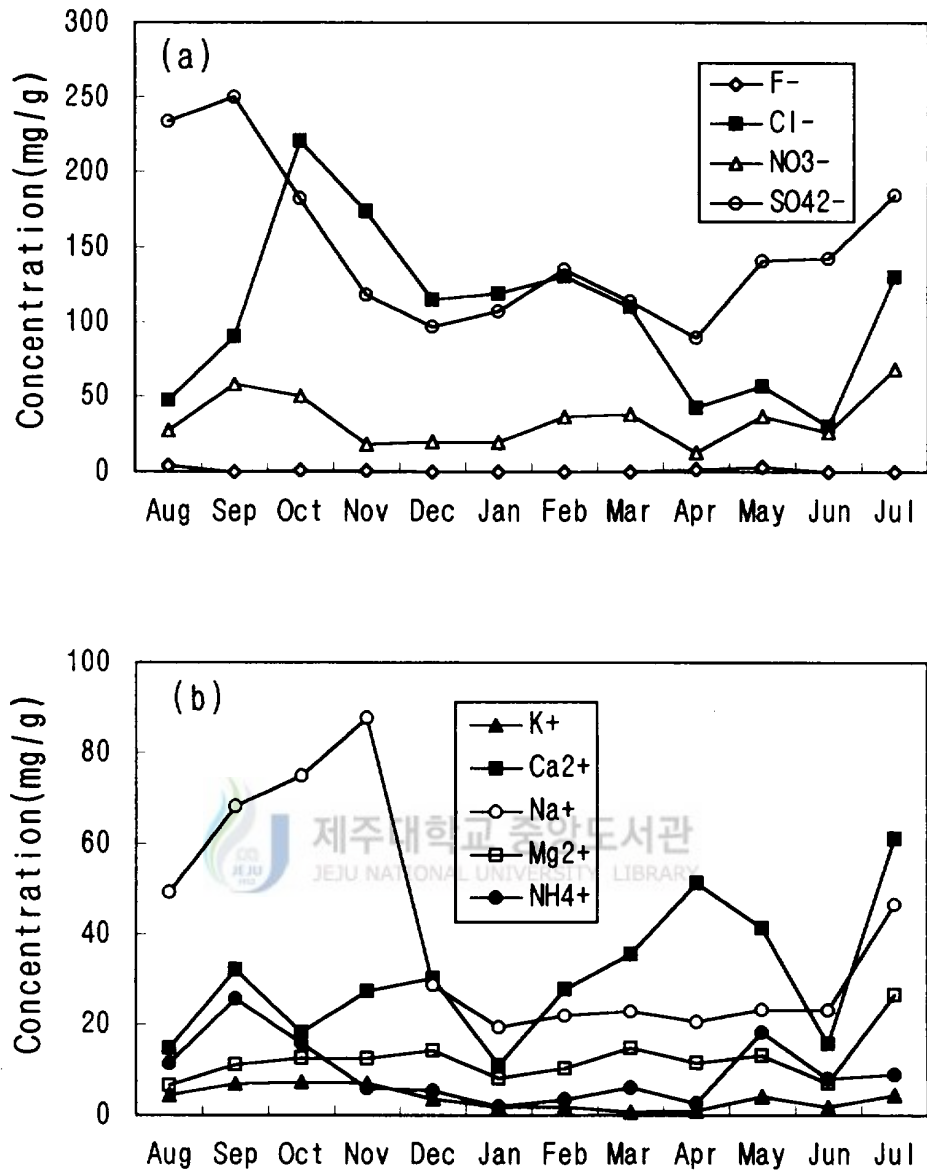 (a)
Concentration(mg/g)
300
250
200
150
100
50
0
F-
Cl-
NO3-
SO42-
Aug Sep Oct Nov Dec Jan Feb Mar Apr May Jun Jul
(b)
Concentration(mg/g)
100
80
60
40
20
0
K+
Ca2+
Na+
Mg2+
NH4+
제주대학교 중앙도서관
JEJU NATIONAL UNIVERSITY LIBRARY
JEJU
1952
Aug Sep Oct Nov Dec Jan Feb Mar Apr May Jun Jul